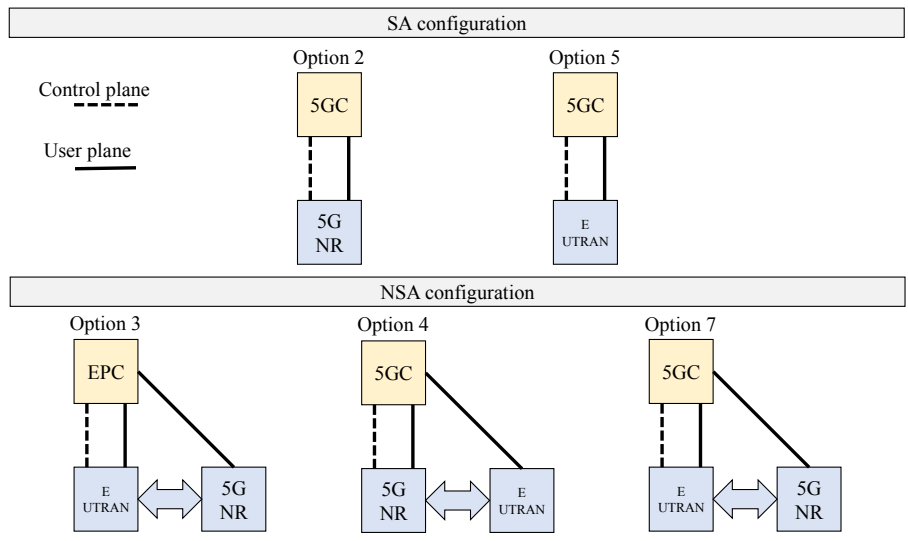 SA configuration
Option 2
Option 5
Control plane
5GC
5GC
User plane
5G
NR
E
UTRAN
NSA configuration
Option 3
Option 4
Option 7
EPC
5GC
5GC
E
UTRAN
5G
NR
5G
NR
E
UTRAN
E
UTRAN
5G
NR